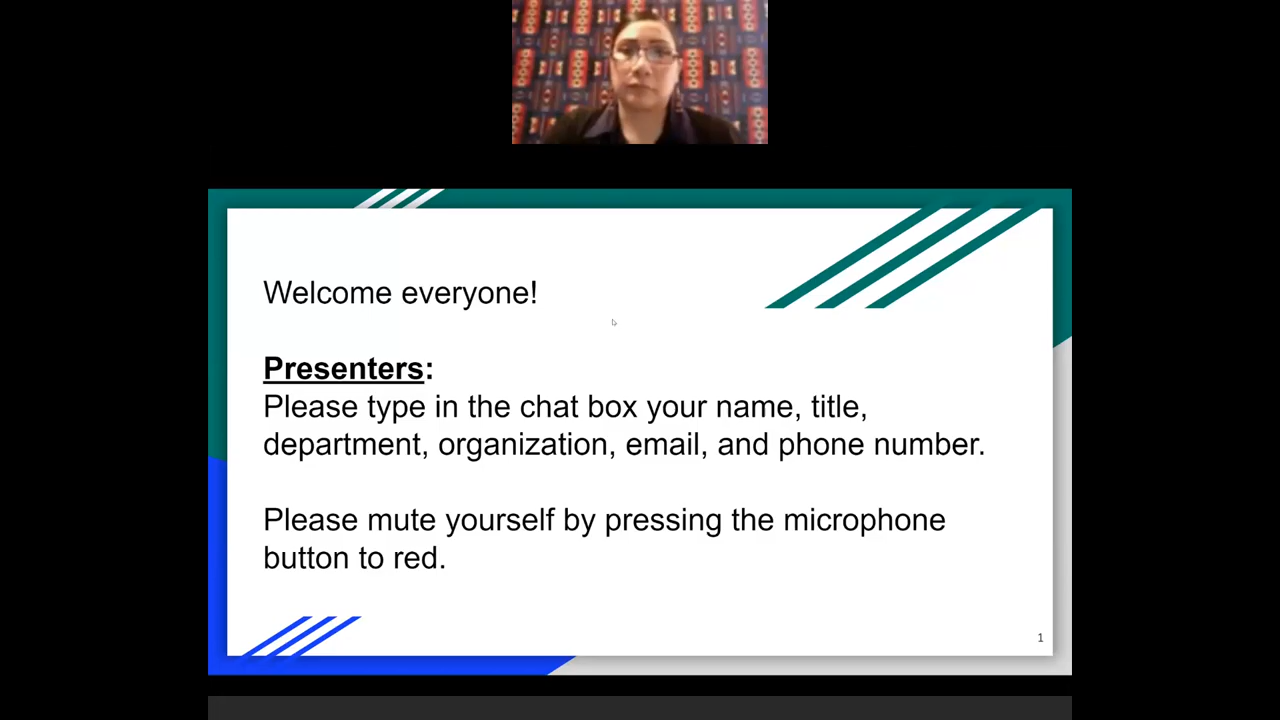 Welcome everyone!
Presenters:
Please type in the chat box your name, title,
department, organization, email, and phone number.
Please mute yourself by pressing the microphone
button to red.
1